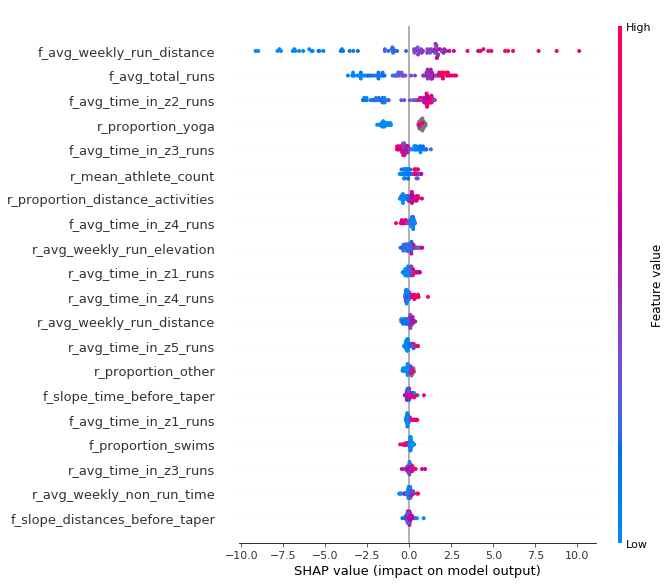 High
f_avg_weekly_run_distance
f_avg_total_runs
f_avg_time_in_z2_runs
r_proportion_yoga
f_avg_time_in_z3_runs
r_mean_athlete_count
r_proportion_distance_activities
f_avg_time_in_z4_runs
r_avg_weekly_run_elevation
r_avg_time_in_z1_runs
r_avg_time_in_z4_runs
r_avg_weekly_run_distance
r_avg_time_in_z5_runs
r_proportion_other
f_slope_time_before_taper
f_avg_time_in_z1_runs
f_proportion_swims
r_avg_time_in_z3_runs
r_avg_weekly_non_run_time
f_slope_distances_before_taper
Feature value
Low
−10.0 −7.5 −5.0 −2.5 0.0 2.5 5.0 7.5 10.0
SHAP value (impact on model output)